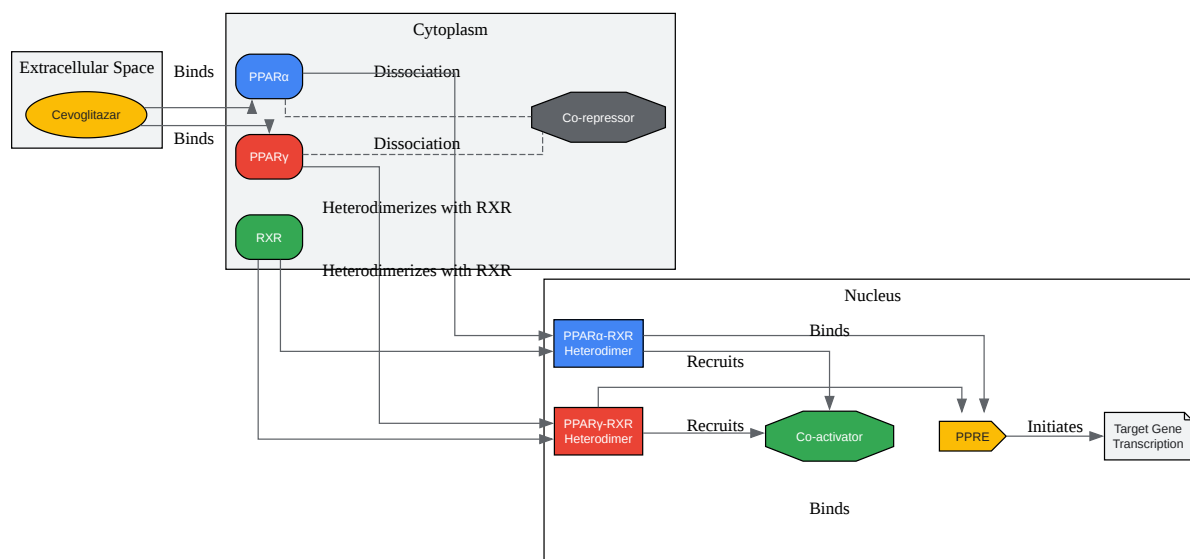 Cytoplasm
Extracellular Space
Binds
PPARα
Dissociation
Cevoglitazar
Co-repressor
Binds
Dissociation
PPARγ
Heterodimerizes with RXR
RXR
Heterodimerizes with RXR
Nucleus
PPARα-RXR
Heterodimer
Binds
Recruits
PPARγ-RXR
Heterodimer
Recruits
Co-activator
PPRE
Initiates
Target Gene
Transcription
Binds